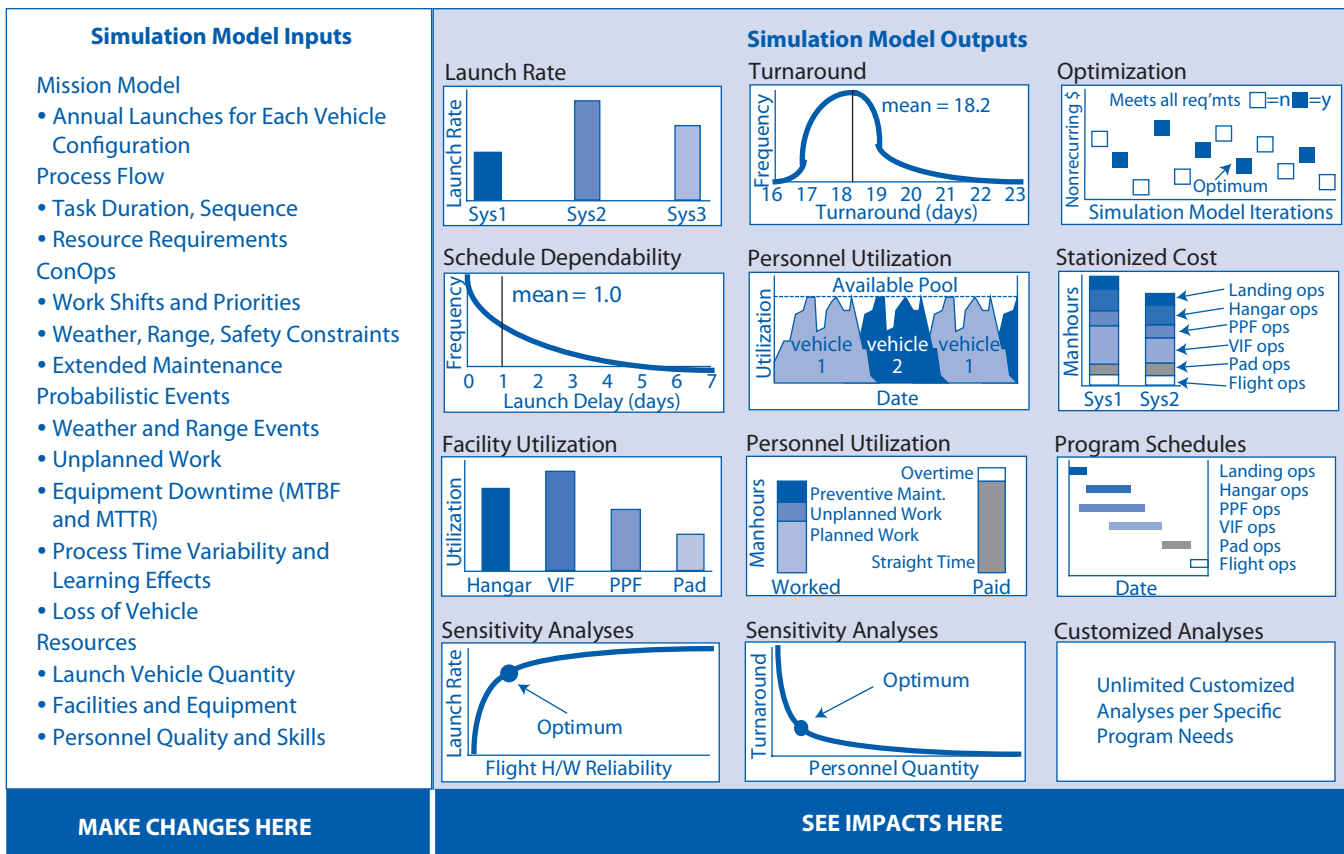 Simulation Model Inputs
Mission Model
• Annual Launches for Each Vehicle
Configuration
Process Flow
• Task Duration, Sequence
• Resource Requirements
ConOps
• Work Shifts and Priorities
• Weather, Range, Safety Constraints
• Extended Maintenance
Probabilistic Events
• Weather and Range Events
• Unplanned Work
• Equipment Downtime (MTBF
and MTTR)
• Process Time Variability and
Learning Effects
• Loss of Vehicle
Resources
• Launch Vehicle Quantity
• Facilities and Equipment
• Personnel Quality and Skills
MAKE CHANGES HERE
Simulation Model Outputs
Launch Rate
Launch Rate
Sys1 Sys2 Sys3
Turnaround
Frequency
mean = 18.2
16 17 18 19 20 21 22 23
Turnaround (days)
Optimization
Nonrecurring $
Meets all req'mts =n =y
Optimum
Simulation Model Iterations
Schedule Dependability
Frequency
mean = 1.0
0 1 2 3 4 5 6 7
Launch Delay (days)
Personnel Utilization
Utilization
Available Pool
vehicle
1
vehicle
2
vehicle
1
Date
Stationized Cost
Manhours
Landing ops
Hangar ops
PPF ops
VIF ops
Pad ops
Flight ops
Sys1 Sys2
Facility Utilization
Utilization
Hangar VIF PPF Pad
Personnel Utilization
Manhours
Overtime
Preventive Maint.
Unplanned Work
Planned Work
Straight Time
Worked Paid
Program Schedules
Landing ops
Hangar ops
PPF ops
VIF ops
Pad ops
Flight ops
Date
Sensitivity Analyses
Launch Rate
Optimum
Flight H/W Reliability
Sensitivity Analyses
Turnaround
Optimum
Personnel Quantity
Customized Analyses
Unlimited Customized
Analyses per Specific
Program Needs
SEE IMPACTS HERE